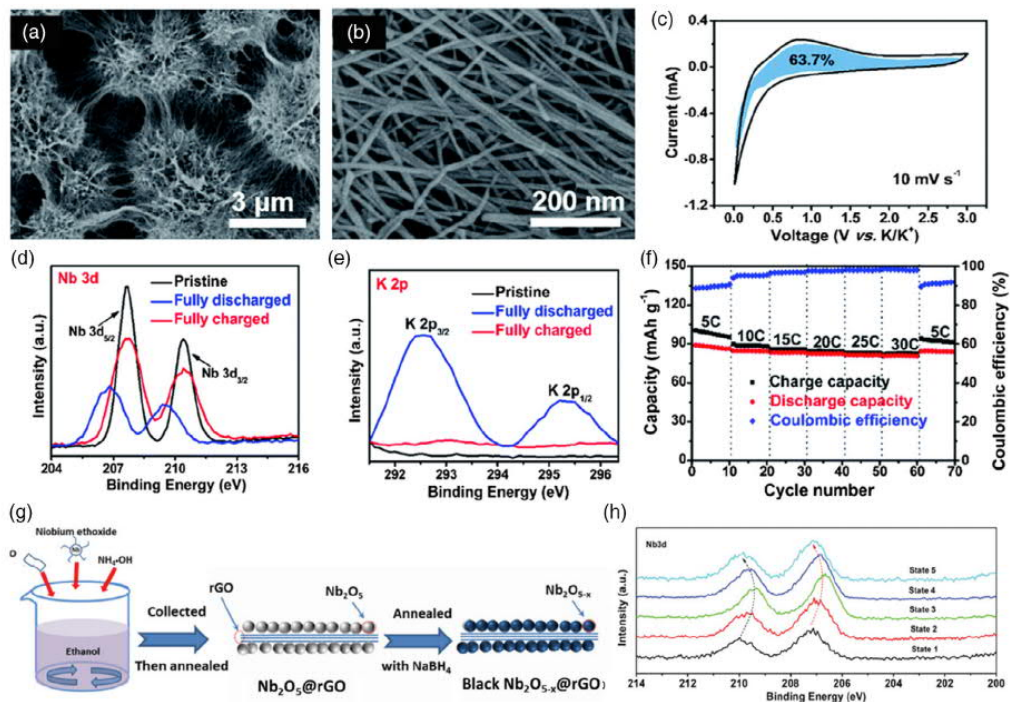 (a)
3 µm
(b)
200 nm
(c)
Current (mA)
0.4
0.0
-0.4
-0.8
-1.2
63.7%
10 mV s⁻¹
0.0 0.5 1.0 1.5 2.0 2.5 3.0
Voltage (V vs. K/K⁺)
(d)
Nb 3d
Intensity (a.u.)
Pristine
Fully discharged
Fully charged
Nb 3d₅/₂
Nb 3d₃/₂
204 207 210 213 216
Binding Energy (eV)
(e)
K 2p
Intensity (a.u.)
Pristine
Fully discharged
Fully charged
K 2p₃/₂
K 2p₁/₂
292 293 294 295 296
Binding Energy (eV)
(f)
Capacity (mAh g⁻¹)
150
120
90
60
30
0
5C 10C 15C 20C 25C 30C 5C
Charge capacity
Discharge capacity
Coulombic efficiency
100
80
60
40
20
0
Coulombic efficiency (%)
0 10 20 30 40 50 60 70
Cycle number
(g)
Niobium ethoxide
O
Nb
NH₄·OH
Ethanol
Collected
Then annealed
rGO
Nb₂O₅
Nb₂O₅@rGO
Annealed
with NaBH₄
Nb₂O₅₋ₓ
Black Nb₂O₅₋ₓ@rGO)
(h)
Nb3d
Intensity (a.u.)
State 5
State 4
State 3
State 2
State 1
214 212 210 208 206 204 202 200
Binding Energy (eV)